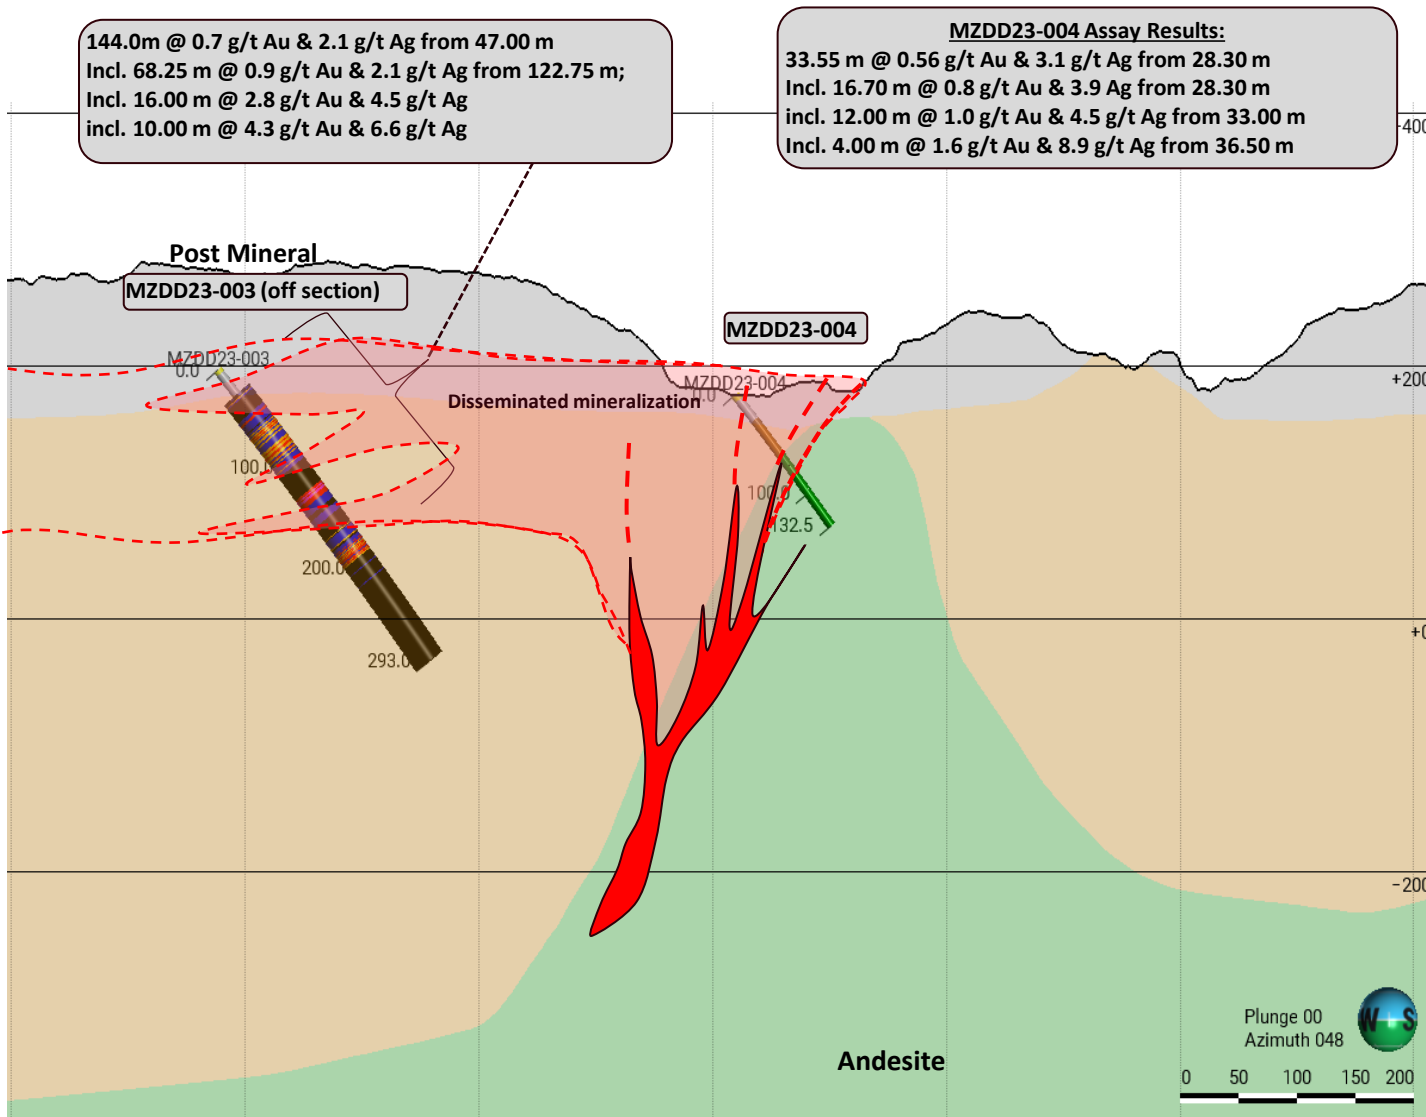 144.0m @ 0.7 g/t Au & 2.1 g/t Ag from 47.00 m
Incl. 68.25 m @ 0.9 g/t Au & 2.1 g/t Ag from 122.75 m;
Incl. 16.00 m @ 2.8 g/t Au & 4.5 g/t Ag
incl. 10.00 m @ 4.3 g/t Au & 6.6 g/t Ag
MZDD23-004 Assay Results:
33.55 m @ 0.56 g/t Au & 3.1 g/t Ag from 28.30 m
Incl. 16.70 m @ 0.8 g/t Au & 3.9 Ag from 28.30 m
incl. 12.00 m @ 1.0 g/t Au & 4.5 g/t Ag from 33.00 m
Incl. 4.00 m @ 1.6 g/t Au & 8.9 g/t Ag from 36.50 m
+400
Post Mineral
MZDD23-003 (off section)
MZDD23-004
MZDD23-003
0.0
+200
MZDD23-004
0.0
Disseminated mineralization
100.0
100.0
132.5
200.0
293.0
+0
-200
Plunge 00
Azimuth 048
W S
Andesite
0 50 100 150 200